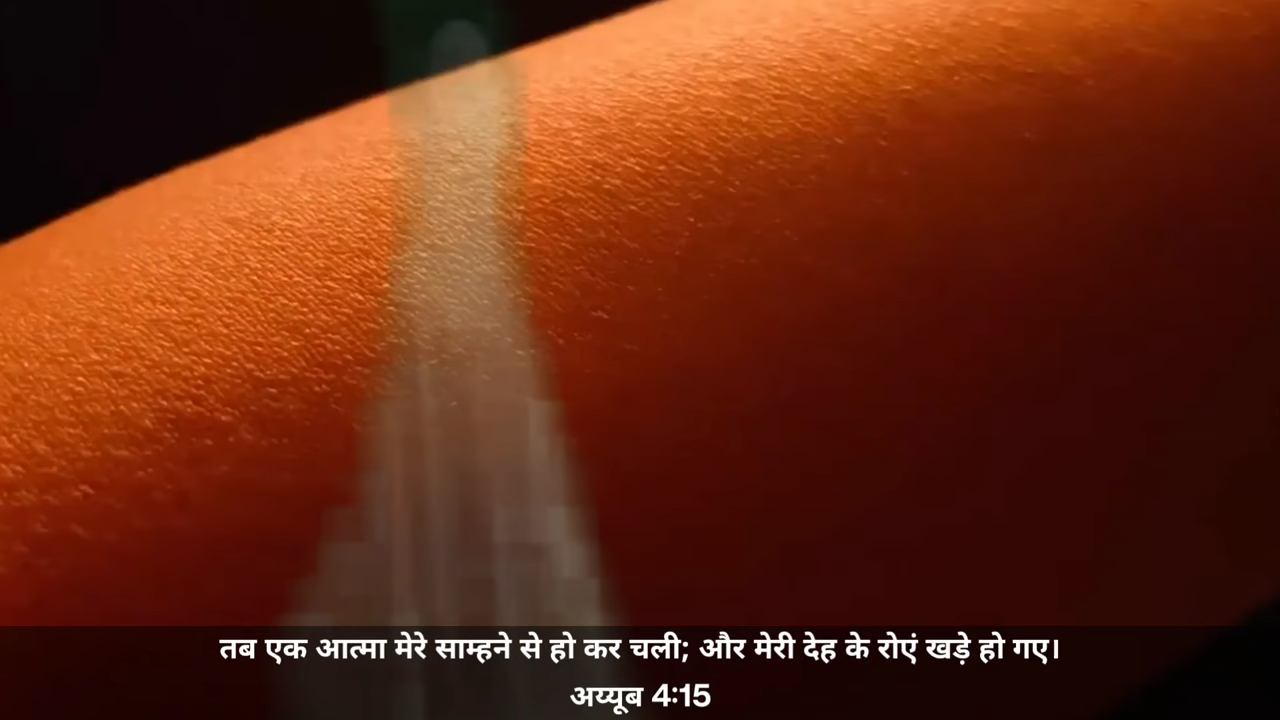 तब एक आत्मा मेरे साम्हने से हो कर चली; और मेरी देह के रोएं खड़े हो गए।
अय्यूब 4:15